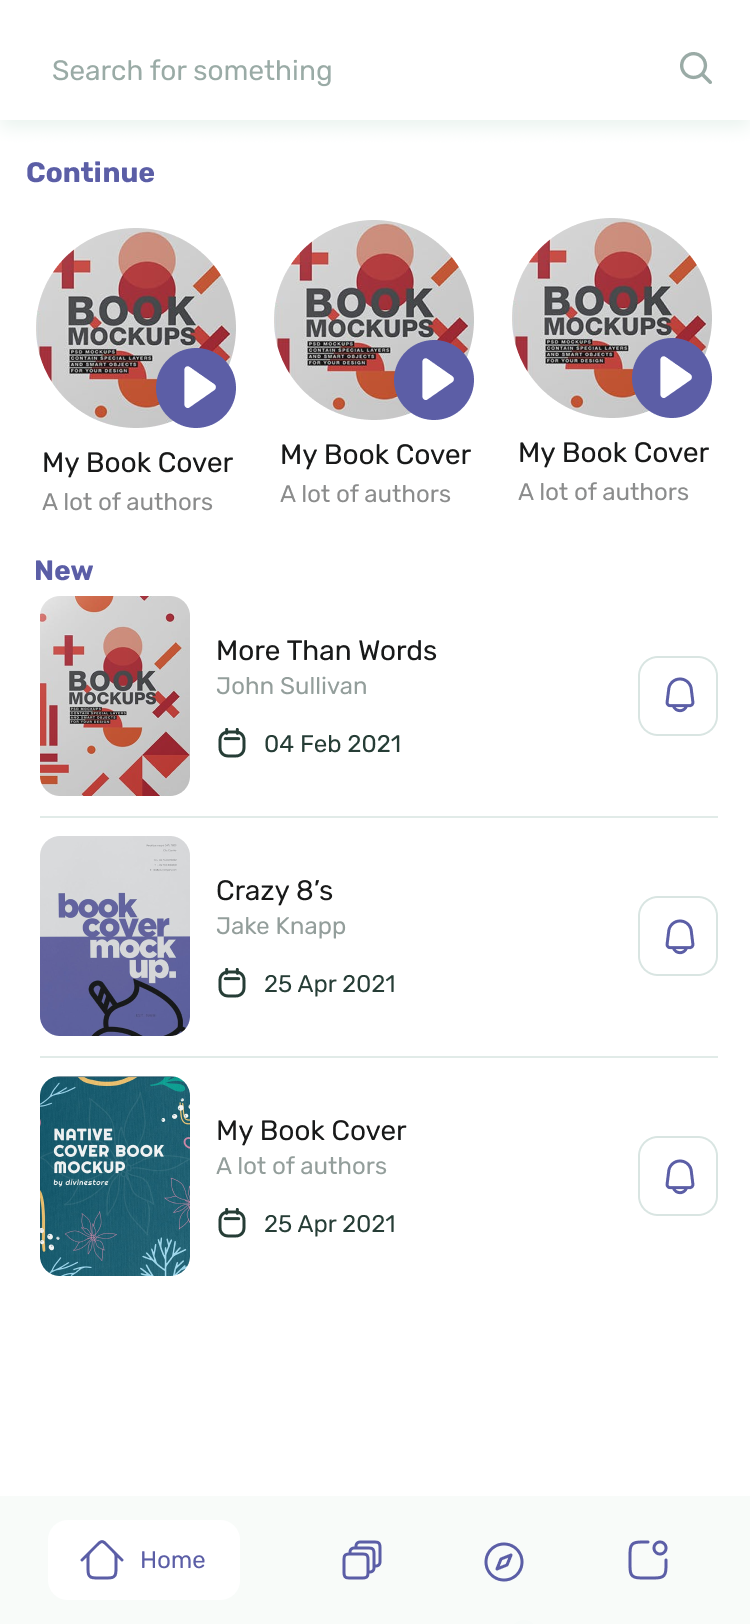 Search for something
Continue
BOOK
MOCKUPS
PSD MOCKUPS
CONTAIN SPECIAL LAYERS
AND SMART OBJECTS
FOR YOUR DESIGN
My Book Cover
A lot of authors
BOOK
MOCKUPS
PSD MOCKUPS
CONTAIN SPECIAL LAYERS
AND SMART OBJECTS
FOR YOUR DESIGN
My Book Cover
A lot of authors
BOOK
MOCKUPS
PSD MOCKUPS
CONTAIN SPECIAL LAYERS
AND SMART OBJECTS
FOR YOUR DESIGN
My Book Cover
A lot of authors
New
BOOK
MOCKUPS
PSD MOCKUPS
CONTAIN SPECIAL LAYERS
AND SMART OBJECTS
FOR YOUR DESIGN
More Than Words
John Sullivan
04 Feb 2021
book
cover
mock
up.
Crazy 8’s
Jake Knapp
25 Apr 2021
NATIVE
COVER BOOK
MOCKUP
by divinestore
My Book Cover
A lot of authors
25 Apr 2021
Home